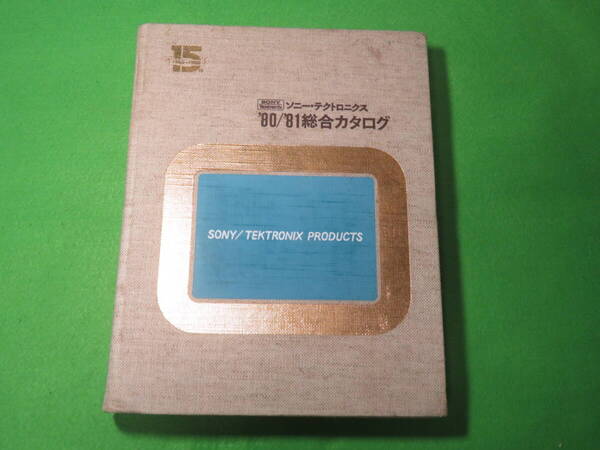 15
SONY
Tektronix
ソニー・テクトロニクス
'80/'81総合カタログ
SONY/TEKTRONIX PRODUCTS